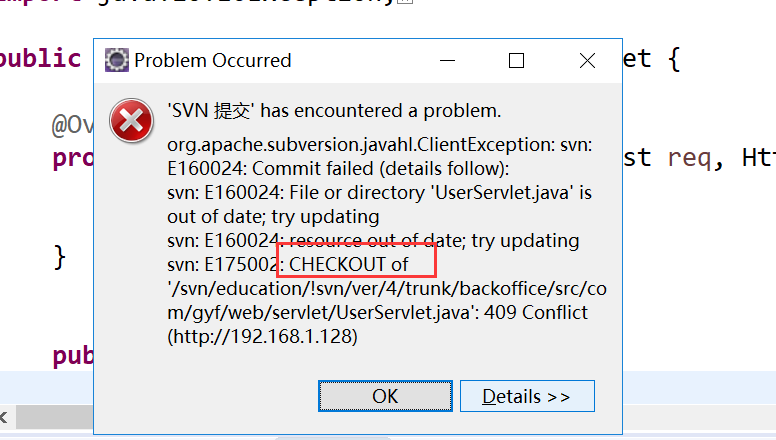 public
et {
Problem Occurred
'SVN 提交' has encountered a problem.
@Ov
org.apache.subversion.javahl.ClientException: svn:
pro
st req, Htt
E160024: Commit failed (details follow):
svn: E160024: File or directory 'UserServlet.java' is
out of date; try updating
svn: E160024: resource out of date; try updating
}
svn: E175002: CHECKOUT of
'/svn/education/!svn/ver/4/trunk/backoffice/src/co
m/gyf/web/servlet/UserServlet.java': 409 Conflict
(http://192.168.1.128)
pub
OK
Details >>